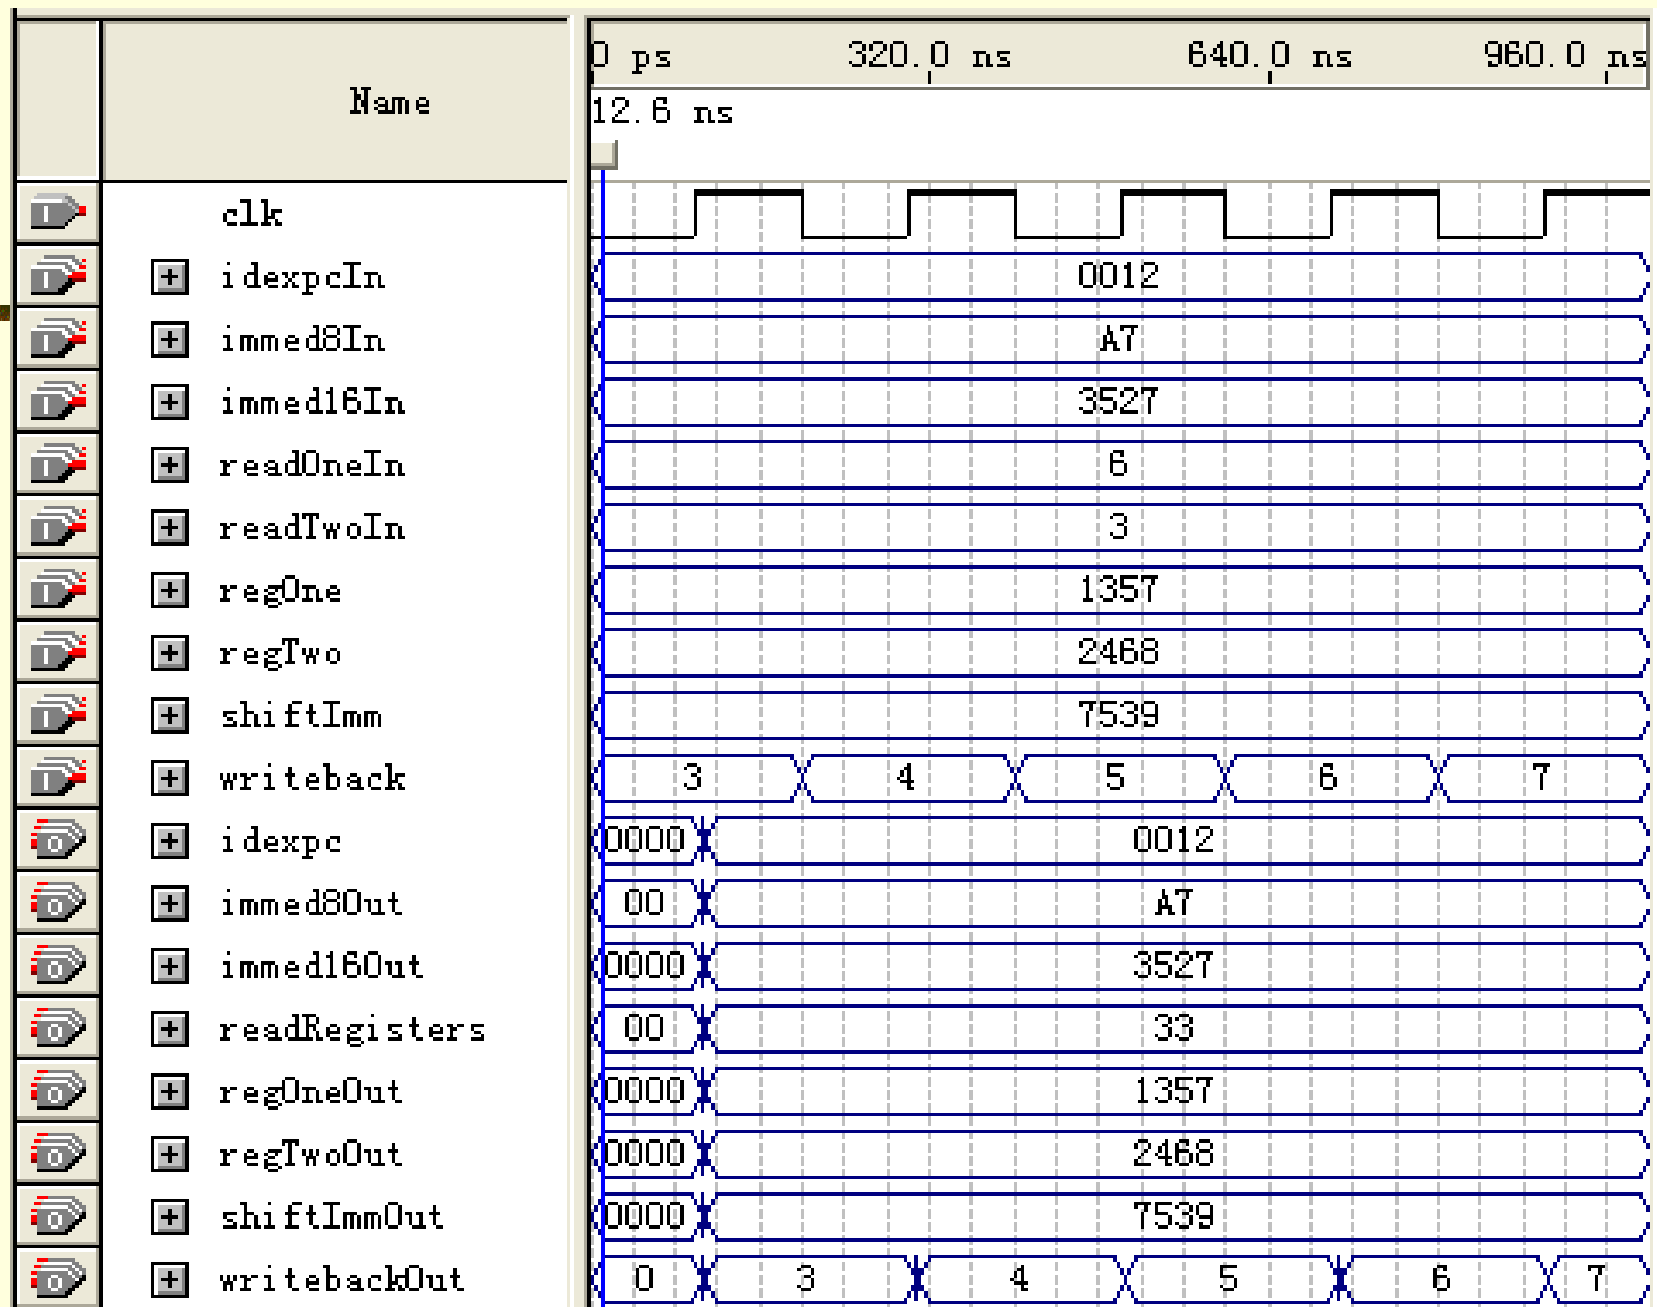 0 ps 320.0 ns 640.0 ns 960.0 ns
Name
12.6 ns
clk
idexpcIn 0012
immed8In A7
immed16In 3527
readOneIn 6
readTwoIn 3
regOne 1357
regTwo 2468
shiftImm 7539
writeback 3 4 5 6 7
idexpc 0000 0012
immed8Out 00 A7
immed16Out 0000 3527
readRegisters 00 33
regOneOut 0000 1357
regTwoOut 0000 2468
shiftImmOut 0000 7539
writebackOut 0 3 4 5 6 7